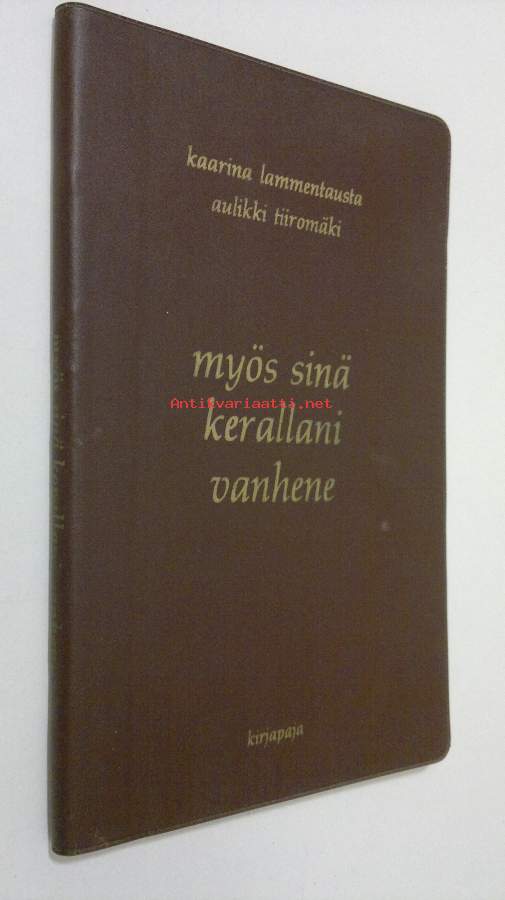 kaarina lammentausta
aulikki tiiromäki
myös sinä
Antikvariaatti.net
kerallani
vanhene
kirjapaja